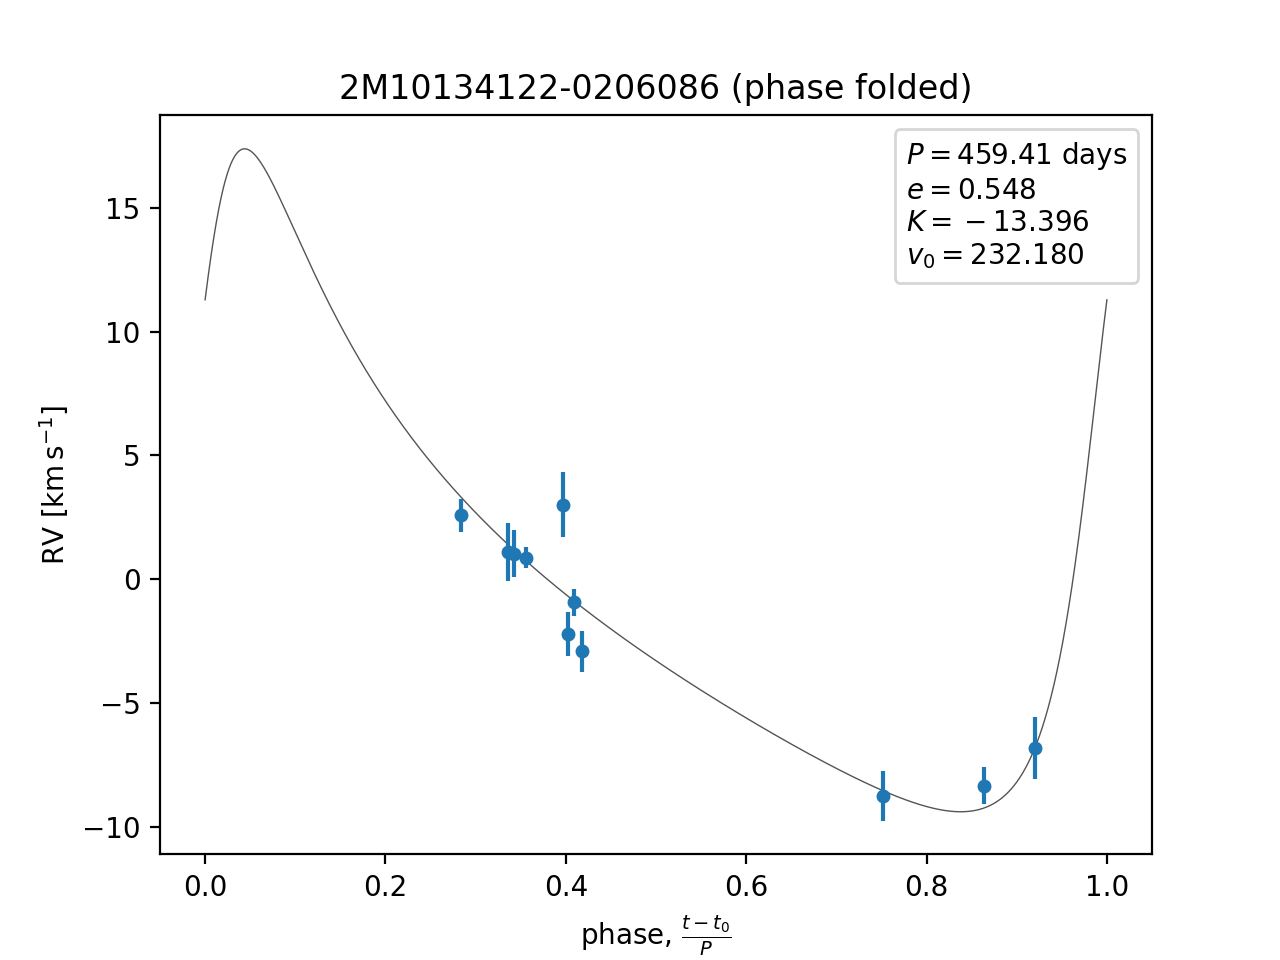 2M10134122-0206086 (phase folded)
P = 459.41 days
e = 0.548
K = −13.396
v₀ = 232.180
RV [km s⁻¹]
15
10
5
0
−5
−10
0.0 0.2 0.4 0.6 0.8 1.0
phase, (t − t₀)/P